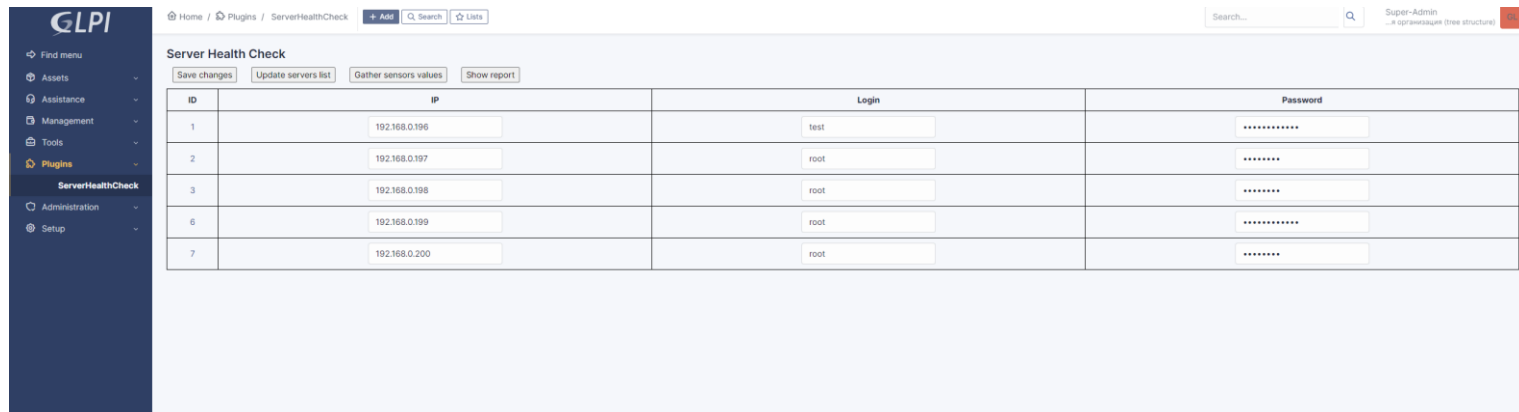 GLPI
Home / Plugins / ServerHealthCheck + Add Search Lists Search... Super-Admin
...я организация (tree structure)
Find menu
Assets
Assistance
Management
Tools
Plugins
ServerHealthCheck
Administration
Setup
Server Health Check
Save changes Update servers list Gather sensors values Show report
ID IP Login Password
1 192.168.0.196 test ••••••••••••
2 192.168.0.197 root ••••••••
3 192.168.0.198 root ••••••••
6 192.168.0.199 root ••••••••••••
7 192.168.0.200 root ••••••••